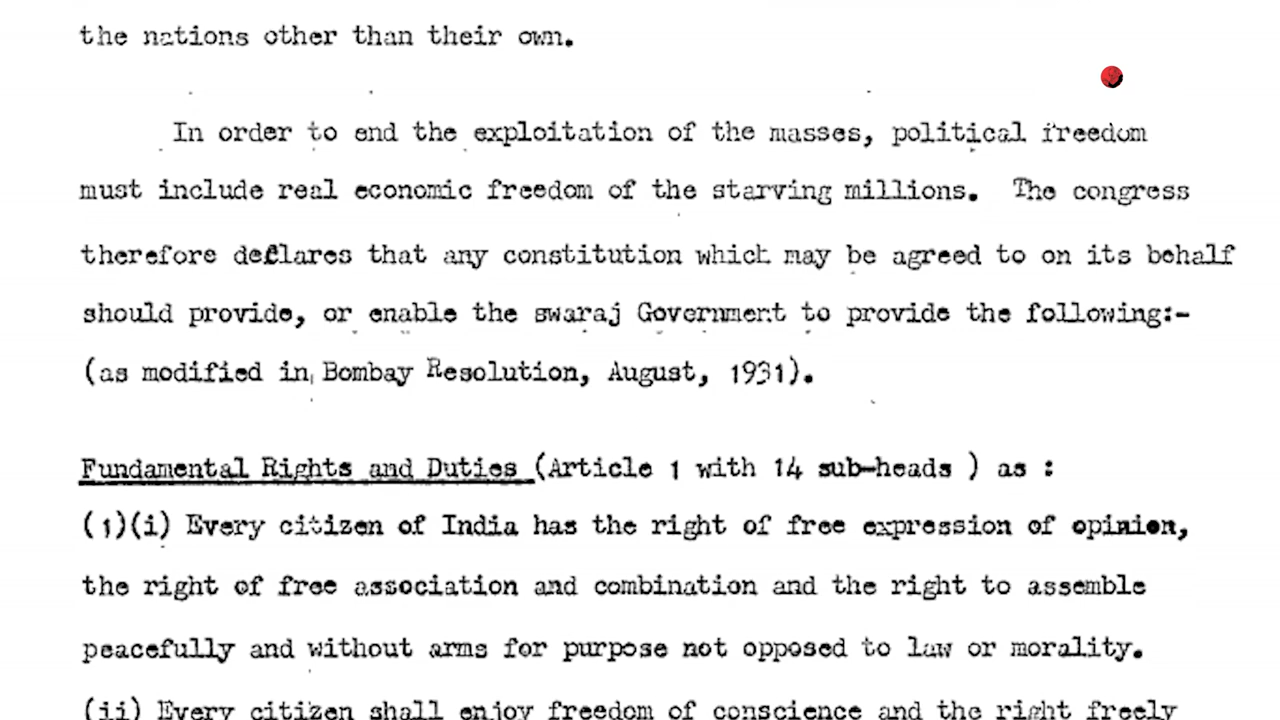 the nations other than their own.
In order to end the exploitation of the masses, political freedom
must include real economic freedom of the starving millions. The congress
therefore declares that any constitution which may be agreed to on its behalf
should provide, or enable the swaraj Government to provide the following:-
(as modified in Bombay Resolution, August, 1931).
Fundamental Rights and Duties (Article 1 with 14 sub-heads ) as :
(1)(i) Every citizen of India has the right of free expression of opinion,
the right of free association and combination and the right to assemble
peacefully and without arms for purpose not opposed to law or morality.
(ii) Every citizen shall enjoy freedom of conscience and the right freely